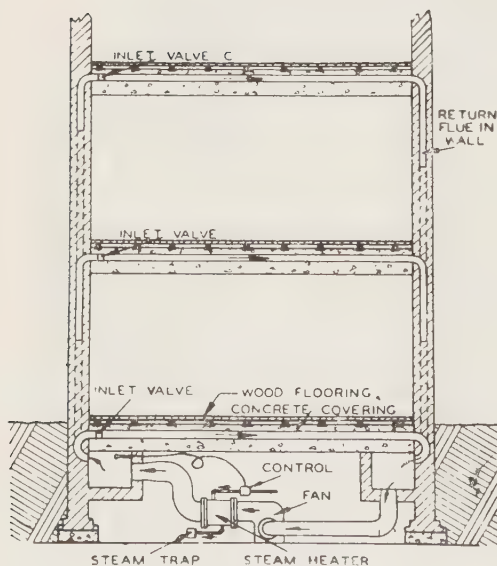 INLET VALVE C
RETURN
FLUE IN
WALL
INLET VALVE
INLET VALVE
WOOD FLOORING
CONCRETE COVERING
CONTROL
FAN
STEAM TRAP
STEAM HEATER